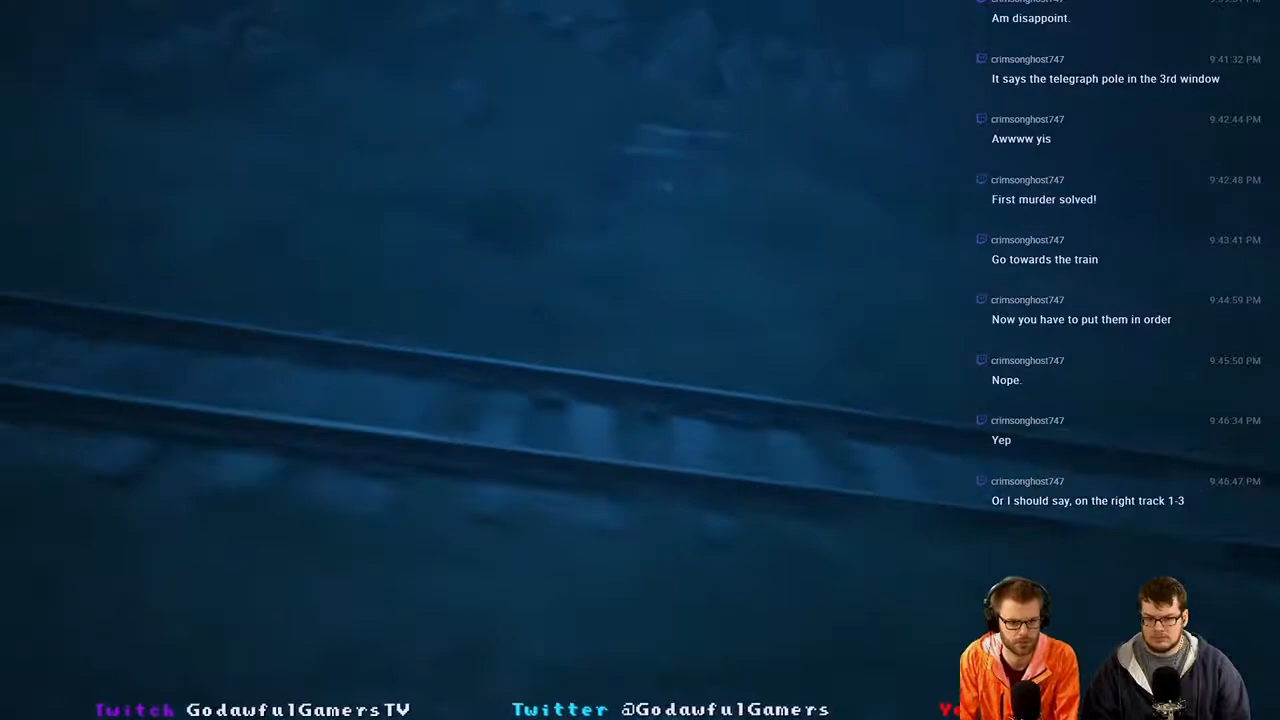 Am disappoint.
crimsonghost747 9:41:32 PM
It says the telegraph pole in the 3rd window
crimsonghost747 9:42:44 PM
Awwww yis
crimsonghost747 9:42:48 PM
First murder solved!
crimsonghost747 9:43:41 PM
Go towards the train
crimsonghost747 9:44:59 PM
Now you have to put them in order
crimsonghost747 9:45:50 PM
Nope.
crimsonghost747 9:46:34 PM
Yep
crimsonghost747 9:46:47 PM
Or I should say, on the right track 1-3
Twitch GodawfulGamersTV Twitter @GodawfulGamers